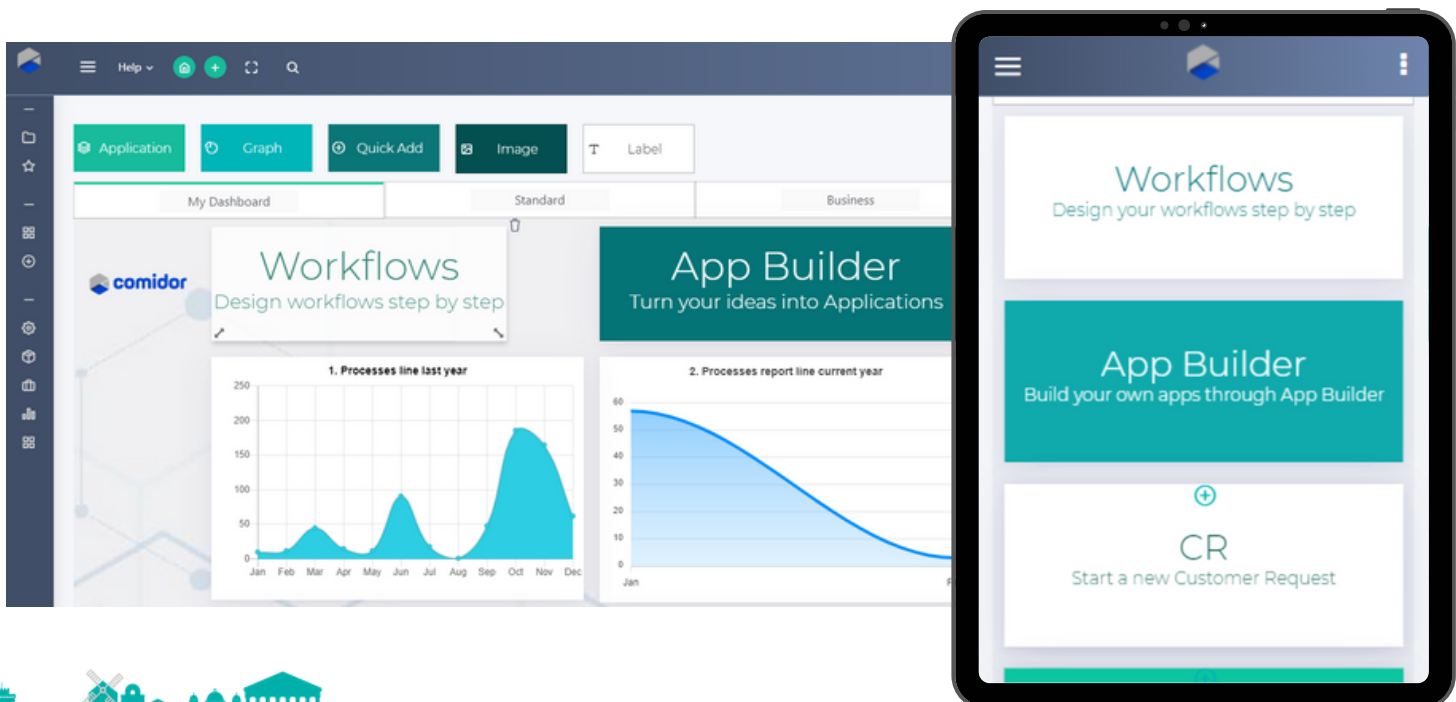 Help
Application
Graph
Quick Add
Image
T Label
My Dashboard
Standard
Business
comidor
Workflows
Design workflows step by step
App Builder
Turn your ideas into Applications
1. Processes line last year
250
200
150
100
50
0
Jan Feb Mar Apr May Jun Jul Aug Sep Oct Nov Dec
2. Processes report line current year
60
50
40
30
20
10
0
Jan
Workflows
Design your workflows step by step
App Builder
Build your own apps through App Builder
CR
Start a new Customer Request